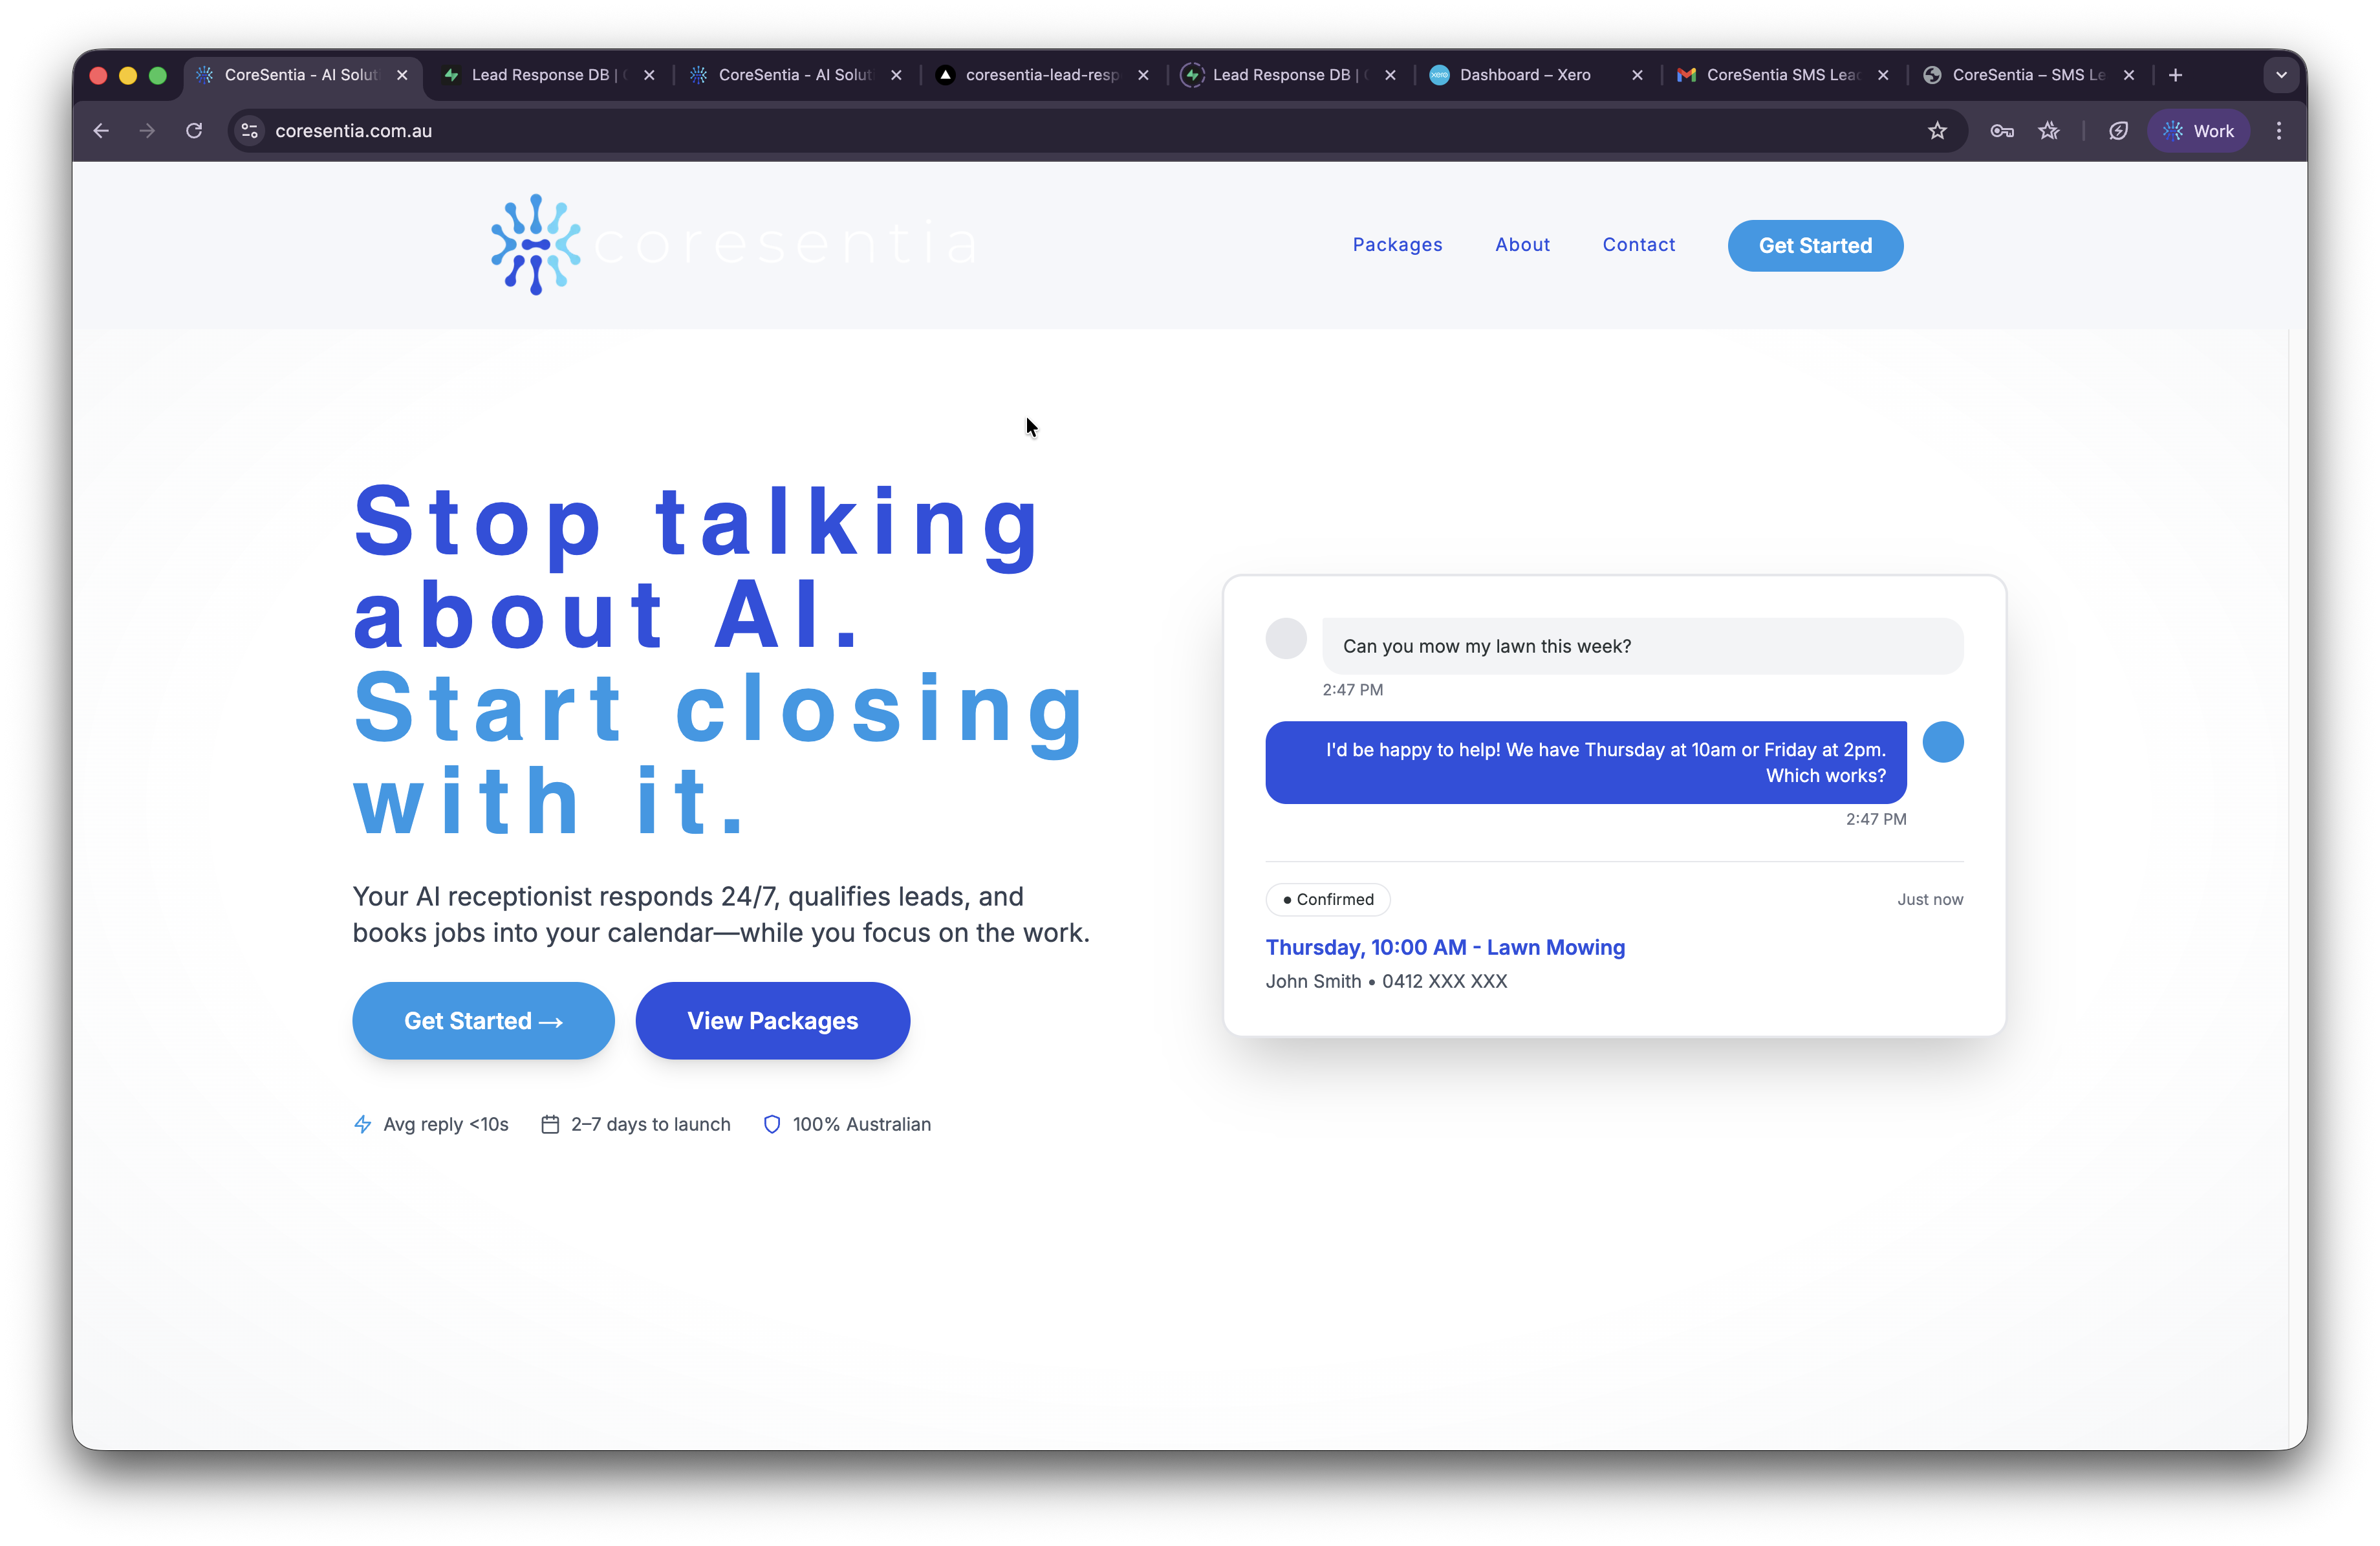 CoreSentia - AI Solut
Lead Response DB |
CoreSentia - AI Solut
coresentia-lead-resp
Lead Response DB |
Dashboard – Xero
CoreSentia SMS Lea
CoreSentia – SMS Le
coresentia.com.au
Work
coresentia
Packages
About
Contact
Get Started
Stop talking
about AI.
Start closing
with it.
Your AI receptionist responds 24/7, qualifies leads, and
books jobs into your calendar—while you focus on the work.
Get Started →
View Packages
Avg reply <10s
2–7 days to launch
100% Australian
Can you mow my lawn this week?
2:47 PM
I'd be happy to help! We have Thursday at 10am or Friday at 2pm.
Which works?
2:47 PM
• Confirmed
Just now
Thursday, 10:00 AM - Lawn Mowing
John Smith • 0412 XXX XXX